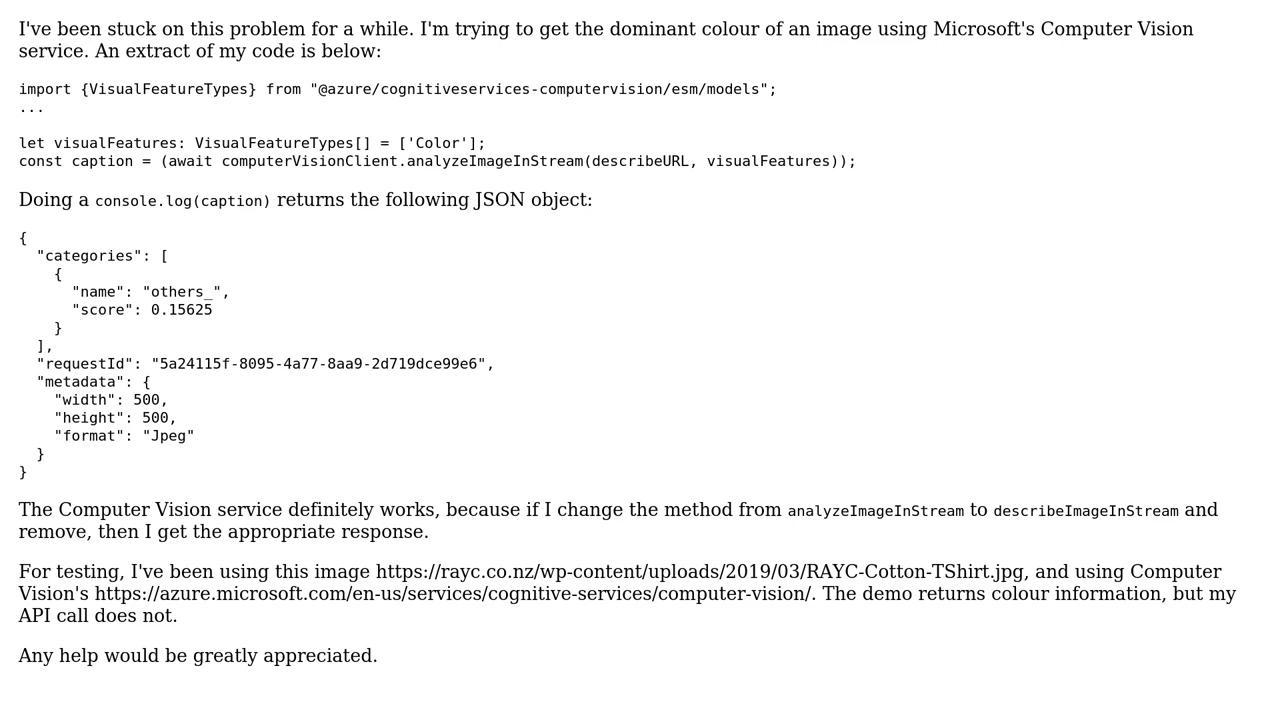 I've been stuck on this problem for a while. I'm trying to get the dominant colour of an image using Microsoft's Computer Vision
service. An extract of my code is below:
import {VisualFeatureTypes} from "@azure/cognitiveservices-computervision/esm/models";
...
let visualFeatures: VisualFeatureTypes[] = ['Color'];
const caption = (await computerVisionClient.analyzeImageInStream(describeURL, visualFeatures));
Doing a console.log(caption) returns the following JSON object:
{
  "categories": [
    {
      "name": "others_",
      "score": 0.15625
    }
  ],
  "requestId": "5a24115f-8095-4a77-8aa9-2d719dce99e6",
  "metadata": {
    "width": 500,
    "height": 500,
    "format": "Jpeg"
  }
}
The Computer Vision service definitely works, because if I change the method from analyzeImageInStream to describeImageInStream and
remove, then I get the appropriate response.
For testing, I've been using this image https://rayc.co.nz/wp-content/uploads/2019/03/RAYC-Cotton-TShirt.jpg, and using Computer
Vision's https://azure.microsoft.com/en-us/services/cognitive-services/computer-vision/. The demo returns colour information, but my
API call does not.
Any help would be greatly appreciated.